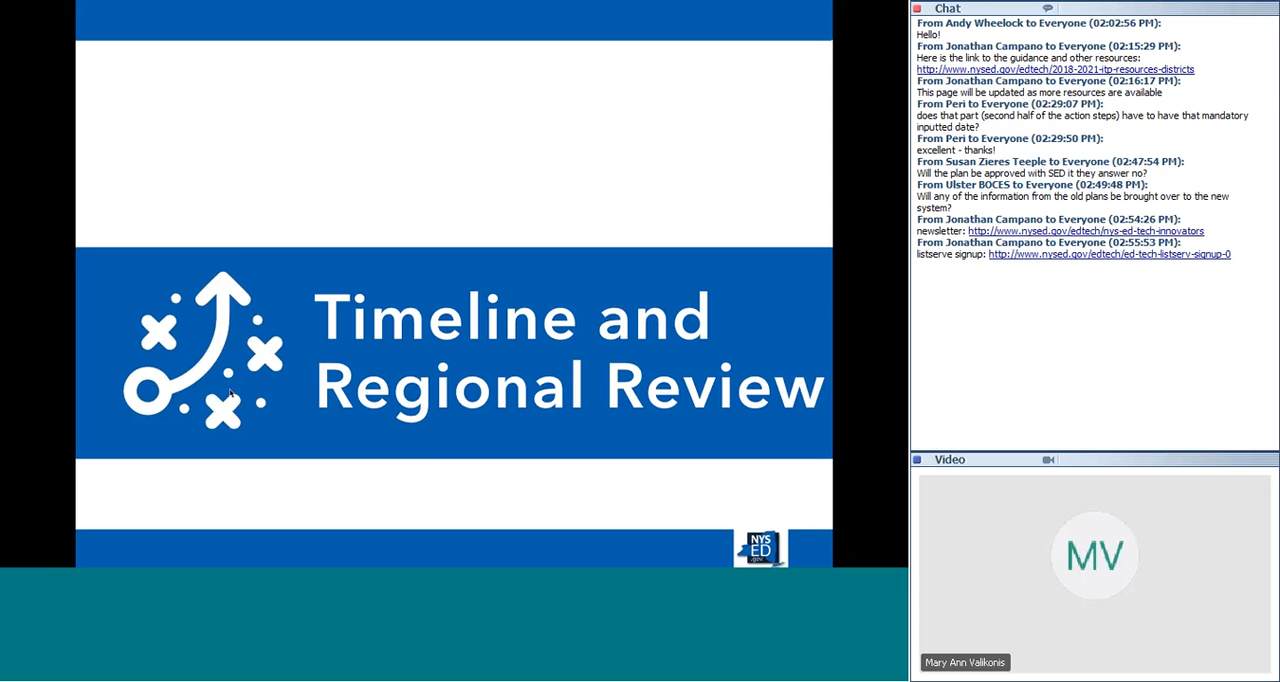 Timeline and
Regional Review
NYS
ED
.gov
Chat
From Andy Wheelock to Everyone (02:02:56 PM):
Hello!
From Jonathan Campano to Everyone (02:15:29 PM):
Here is the link to the guidance and other resources:
http://www.nysed.gov/edtech/2018-2021-itp-resources-districts
From Jonathan Campano to Everyone (02:16:17 PM):
This page will be updated as more resources are available
From Peri to Everyone (02:29:07 PM):
does that part (second half of the action steps) have to have that mandatory
inputted date?
From Peri to Everyone (02:29:50 PM):
excellent - thanks!
From Susan Zieres Teeple to Everyone (02:47:54 PM):
Will the plan be approved with SED it they answer no?
From Ulster BOCES to Everyone (02:49:48 PM):
Will any of the information from the old plans be brought over to the new
system?
From Jonathan Campano to Everyone (02:54:26 PM):
newsletter: http://www.nysed.gov/edtech/nys-ed-tech-innovators
From Jonathan Campano to Everyone (02:55:53 PM):
listserve signup: http://www.nysed.gov/edtech/ed-tech-listserv-signup-0
Video
MV
Mary Ann Valikonis